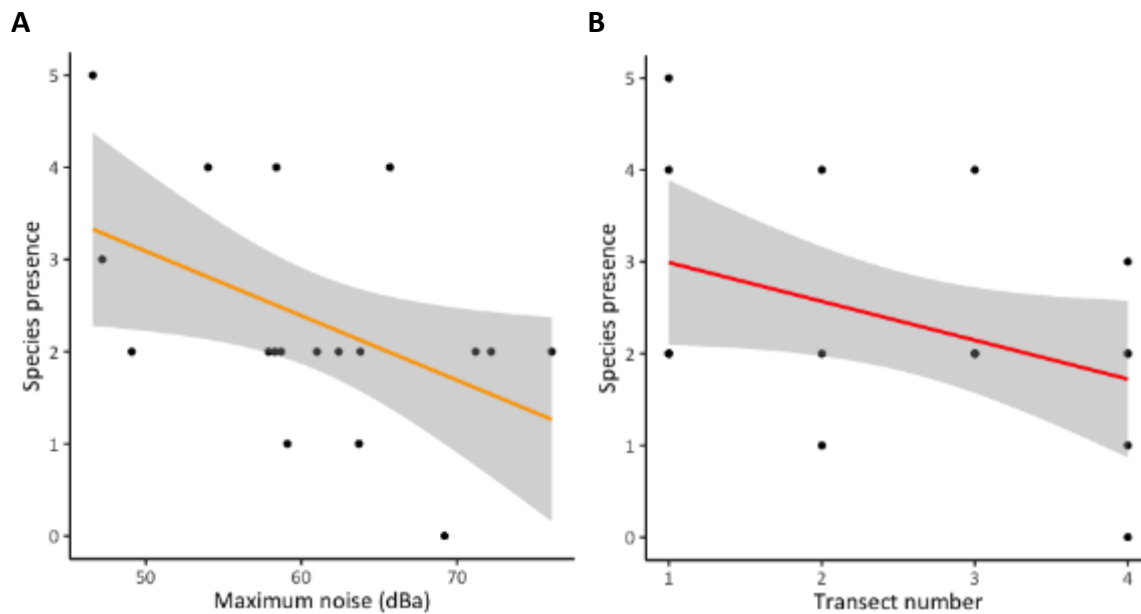 A
B
5
4
3
2
1
0
Species presence
50 60 70
Maximum noise (dBa)
5
4
3
2
1
0
Species presence
1 2 3 4
Transect number